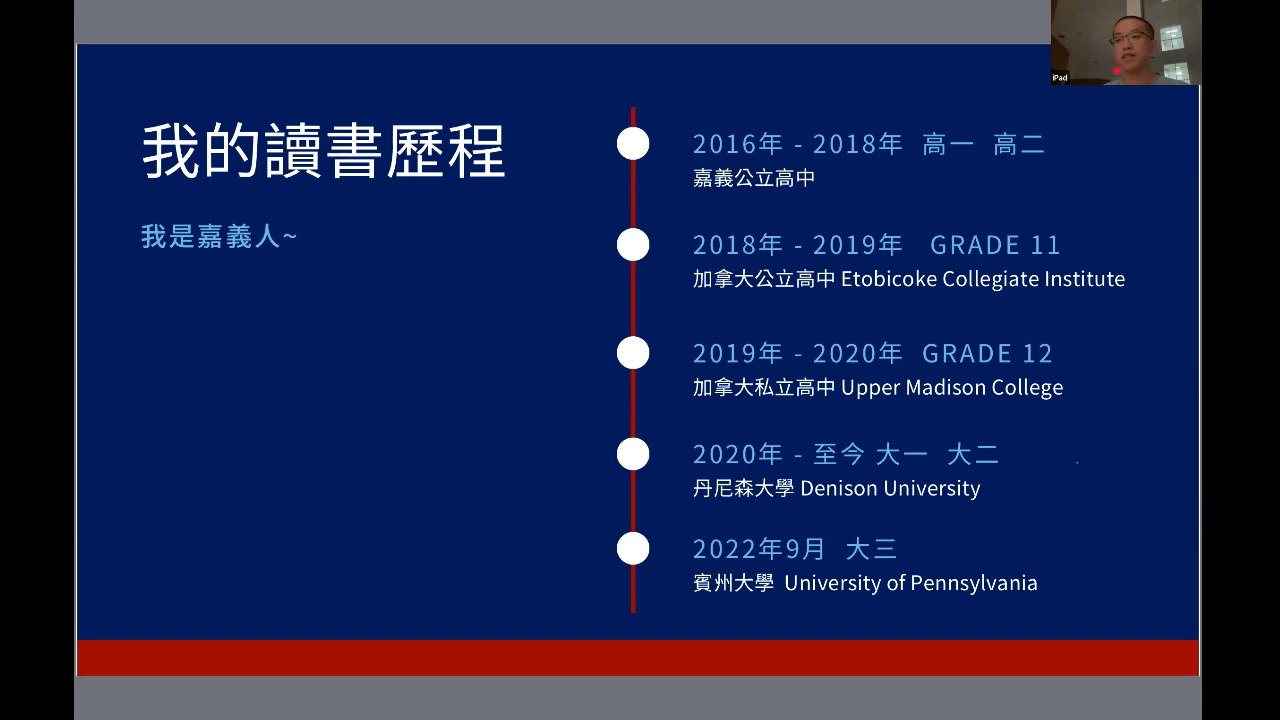 iPad
我的讀書歷程
我是嘉義人~
2016年 - 2018年 高一 高二
嘉義公立高中
2018年 - 2019年 GRADE 11
加拿大公立高中 Etobicoke Collegiate Institute
2019年 - 2020年 GRADE 12
加拿大私立高中 Upper Madison College
2020年 - 至今 大一 大二
丹尼森大學 Denison University
2022年9月 大三
賓州大學 University of Pennsylvania